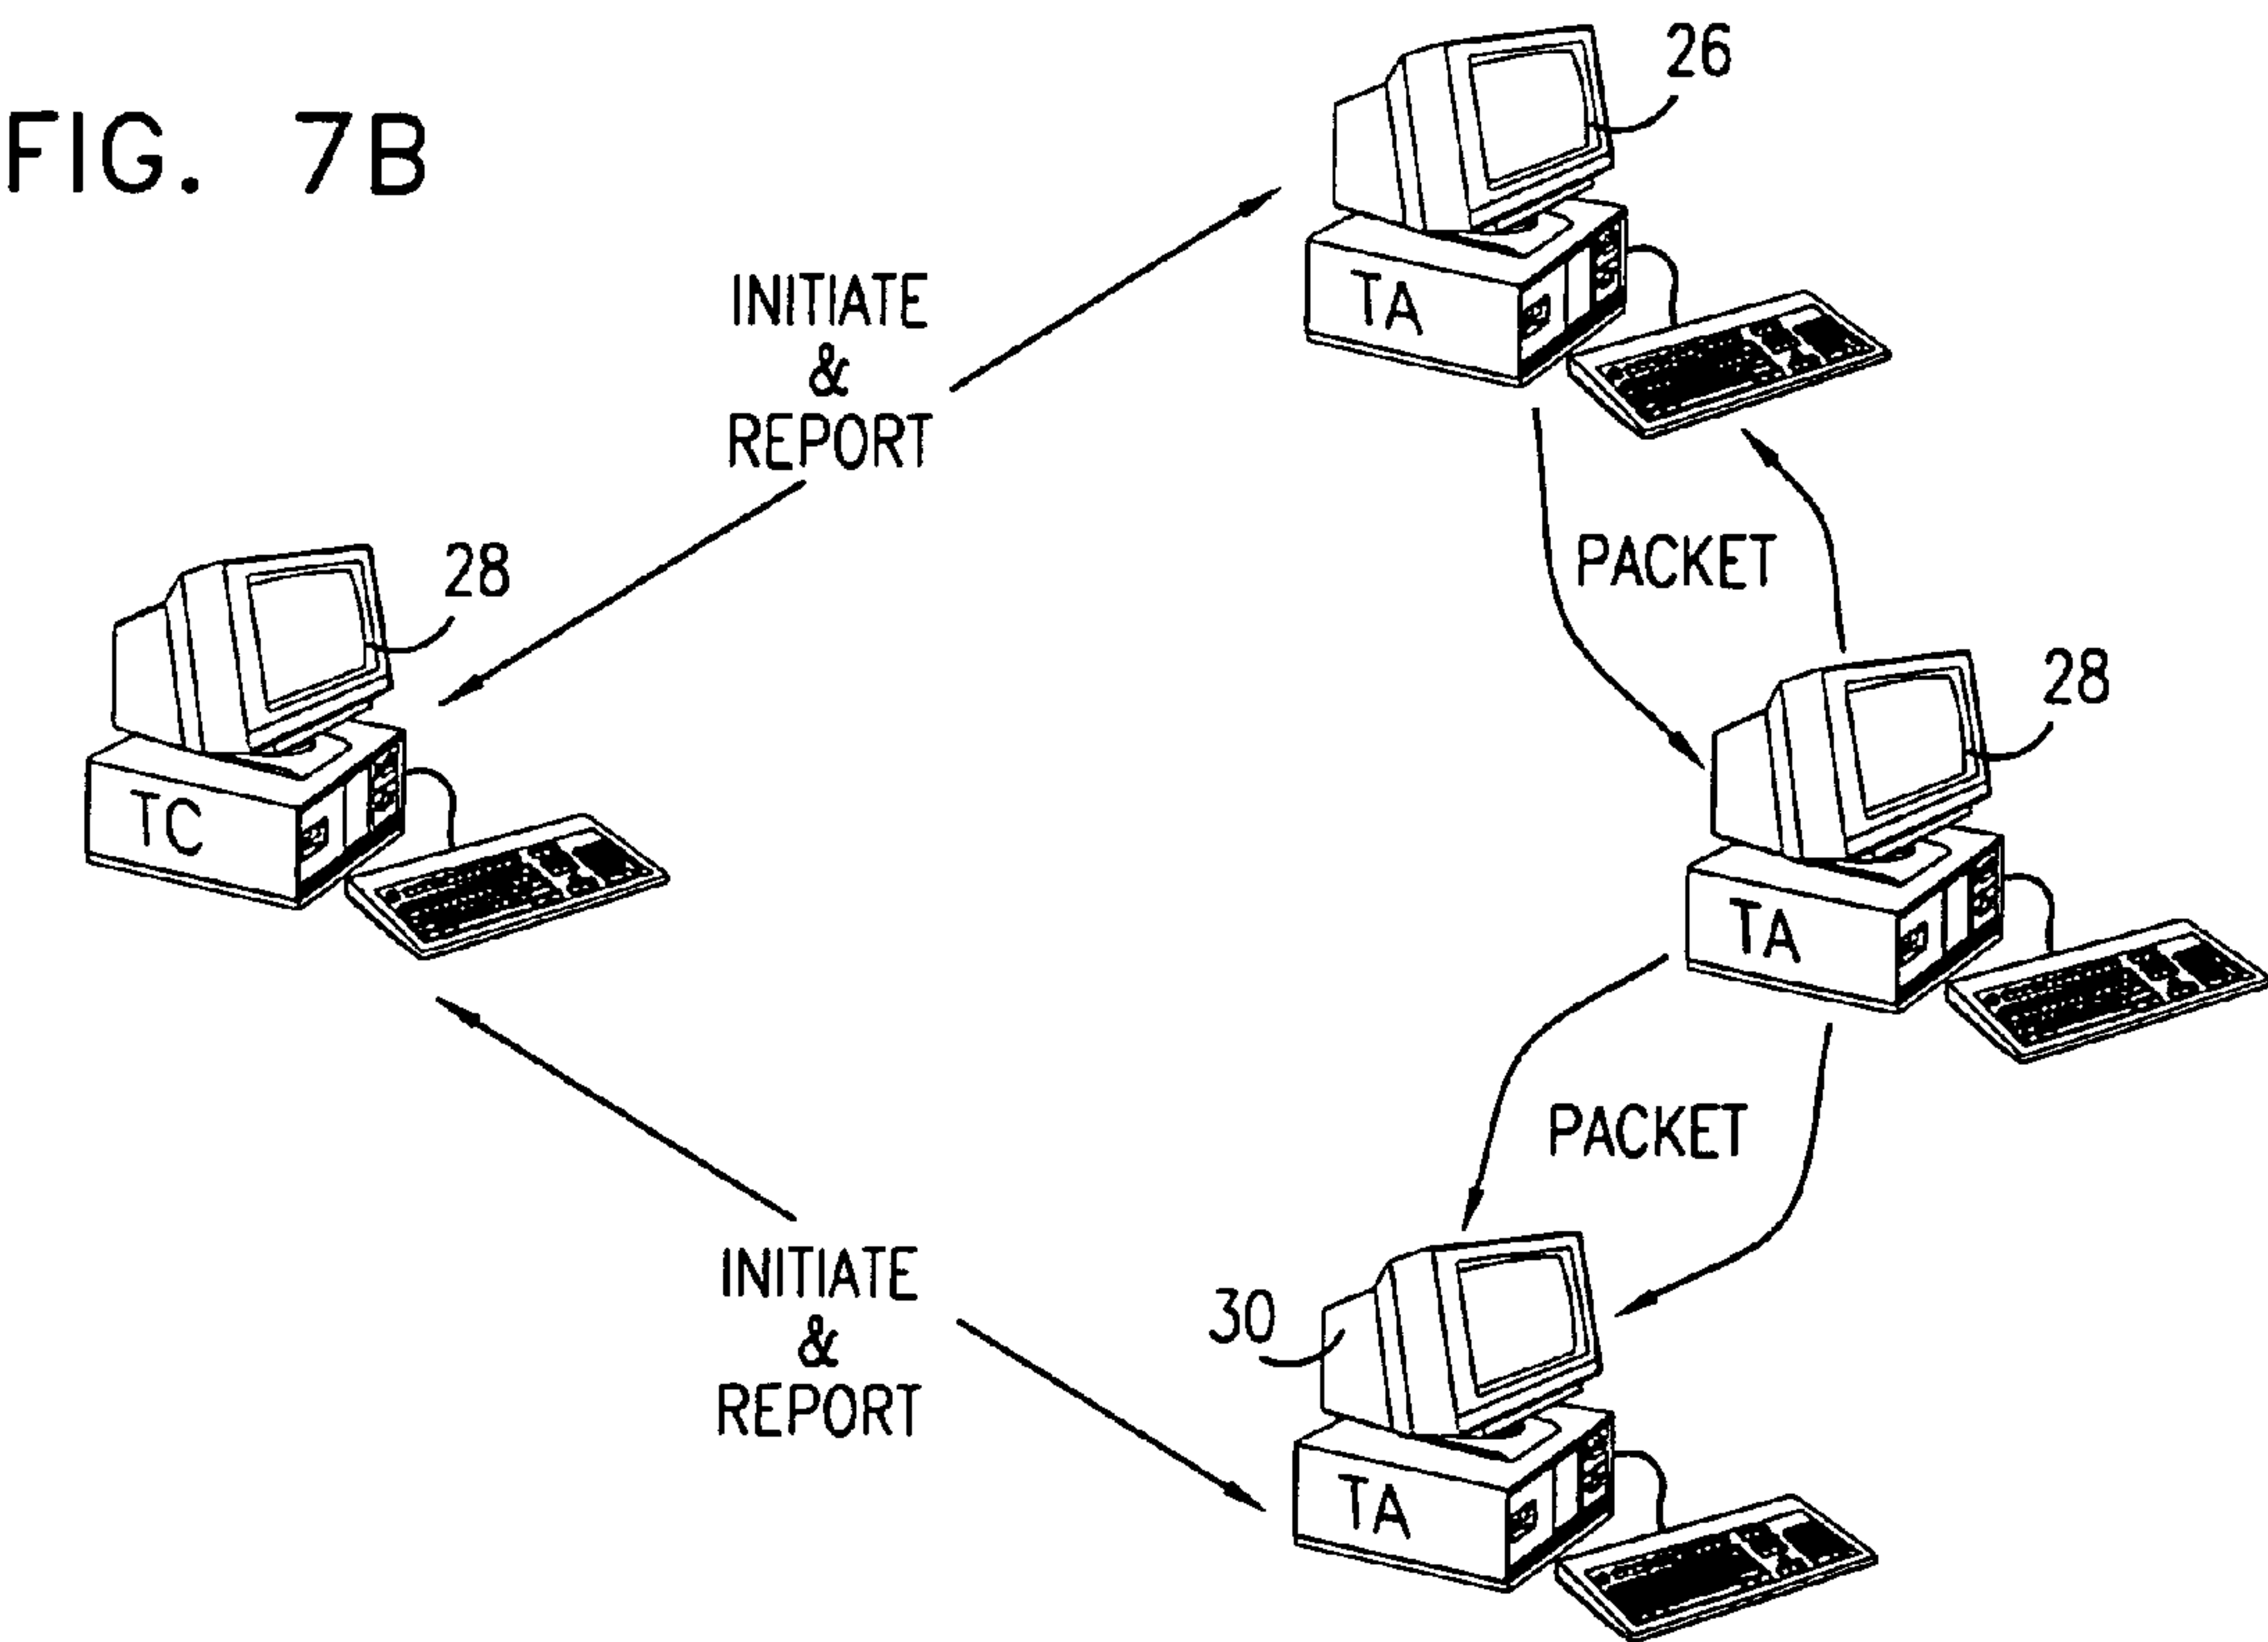 FIG. 7B
26
INITIATE
&
REPORT
TA
PACKET
28
28
TC
TA
PACKET
INITIATE
&
REPORT
30
TA